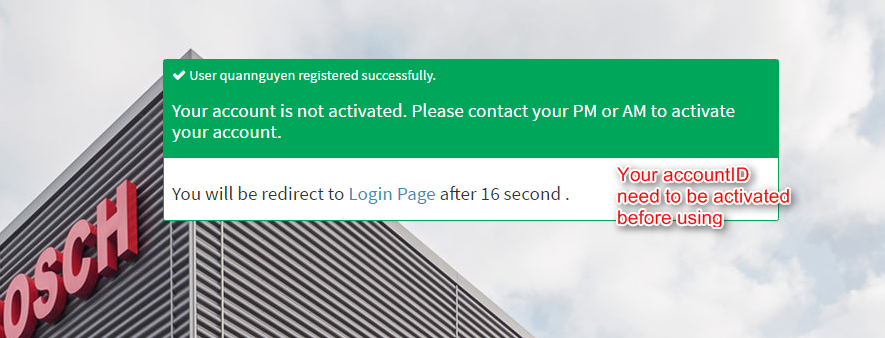 User quannguyen registered successfully.
Your account is not activated. Please contact your PM or AM to activate
your account.
You will be redirect to Login Page after 16 second .
Your accountID
need to be activated
before using
OSCH